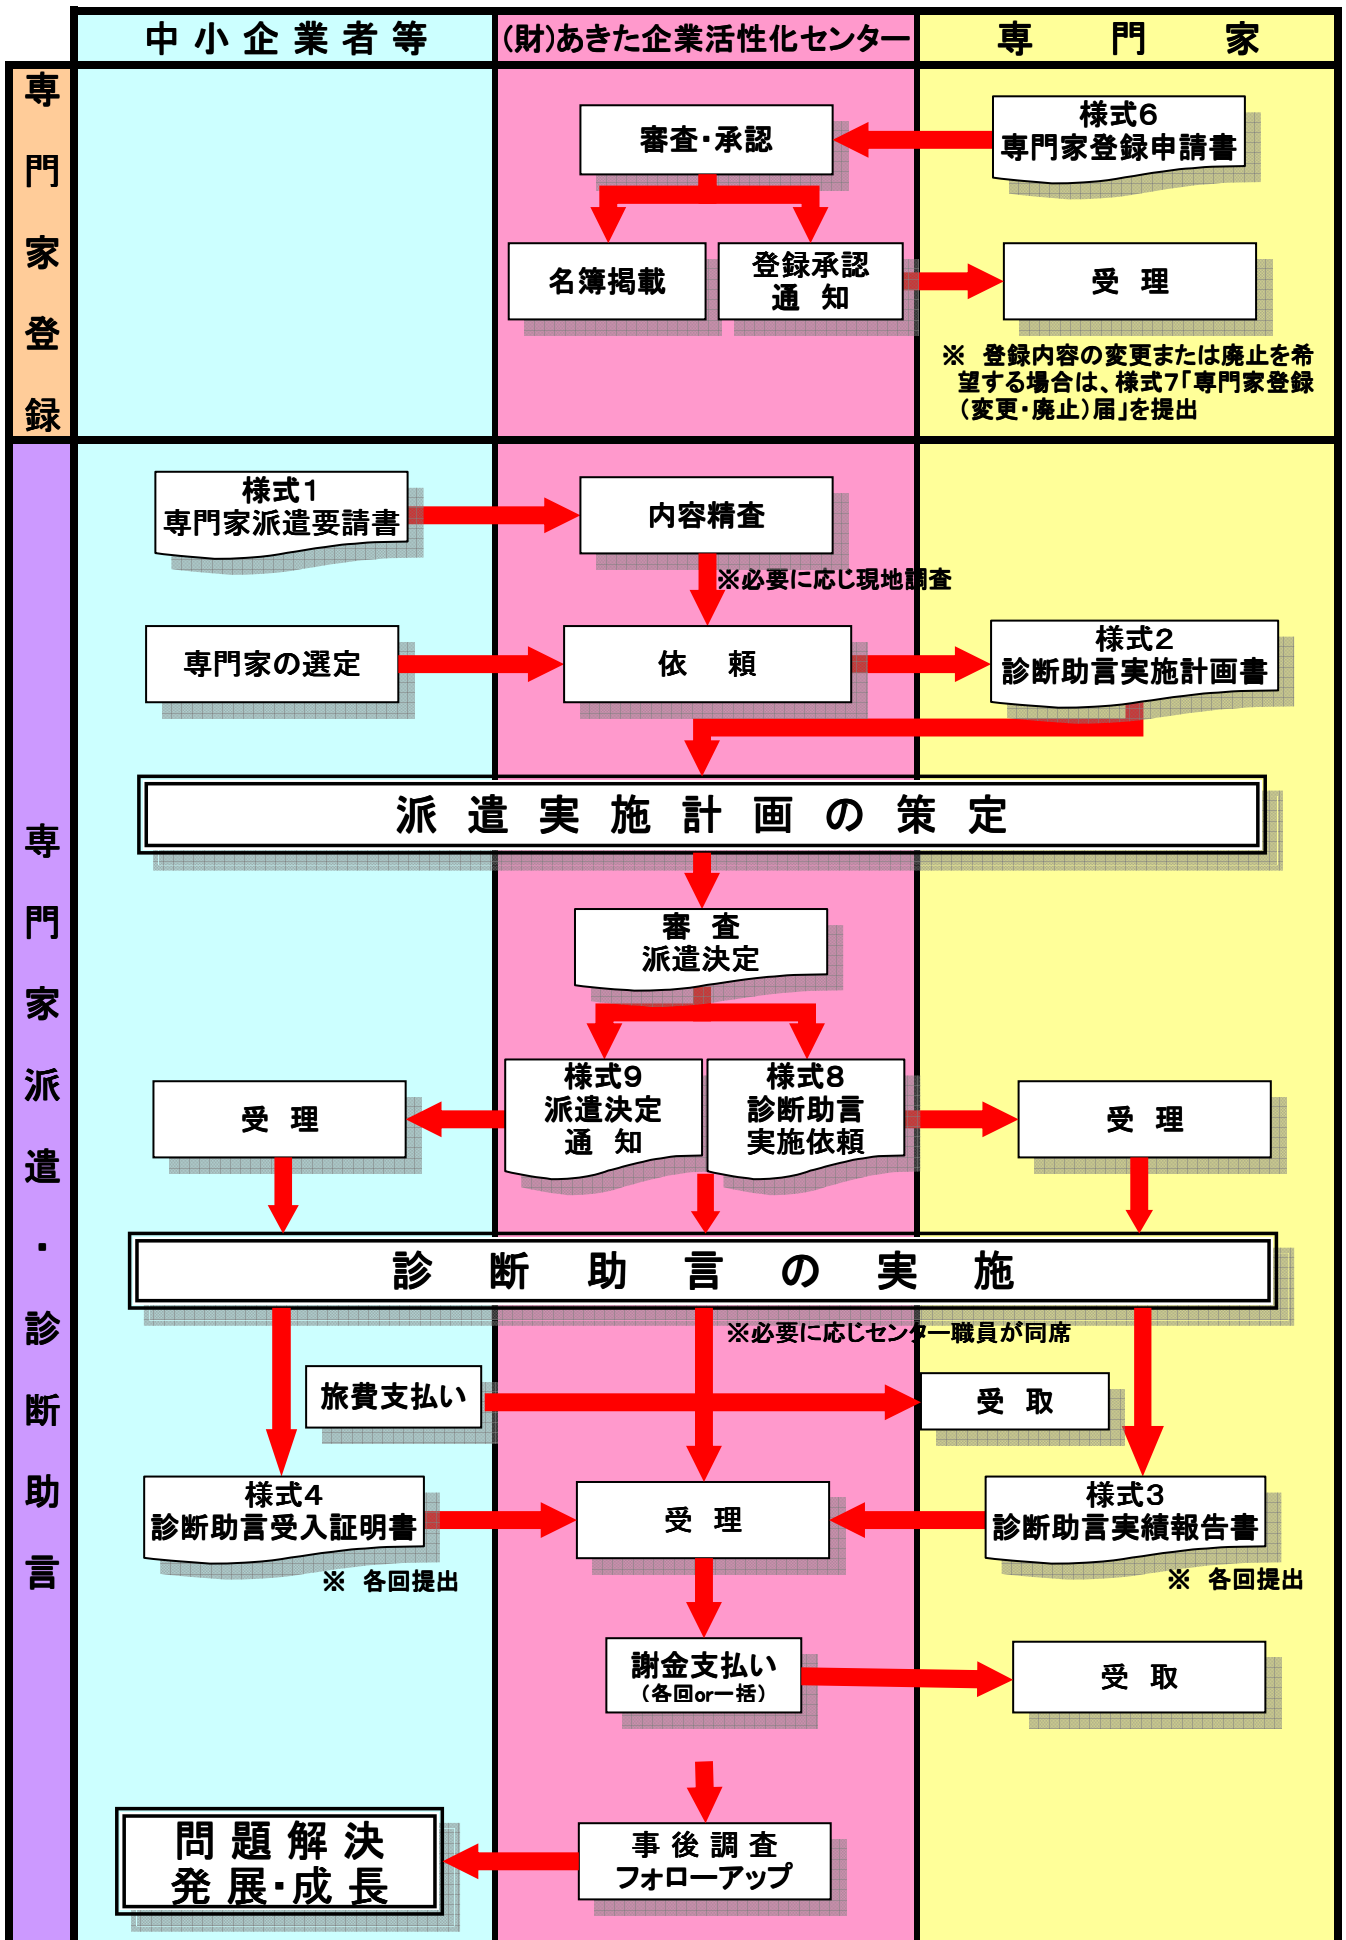 中小企業者等
(財)あきた企業活性化センター
専門家
専門家登録
審査・承認
様式6
専門家登録申請書
名簿掲載
登録承認
通知
受理
※ 登録内容の変更または廃止を希
望する場合は、様式7「専門家登録
(変更・廃止)届」を提出
専門家派遣・診断助言
様式1
専門家派遣要請書
内容精査
※必要に応じ現地調査
専門家の選定
依頼
様式2
診断助言実施計画書
派遣実施計画の策定
審査
派遣決定
受理
様式9
派遣決定
通知
様式8
診断助言
実施依頼
受理
診断助言の実施
※必要に応じセンター職員が同席
旅費支払い
受取
様式4
診断助言受入証明書
※ 各回提出
受理
様式3
診断助言実績報告書
※ 各回提出
謝金支払い
(各回or一括)
受取
問題解決
発展・成長
事後調査
フォローアップ